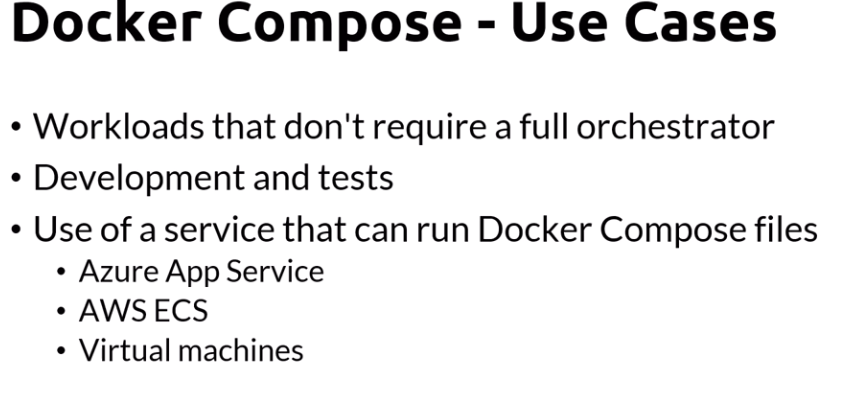 Docker Compose - Use Cases
• Workloads that don't require a full orchestrator
• Development and tests
• Use of a service that can run Docker Compose files
• Azure App Service
• AWS ECS
• Virtual machines